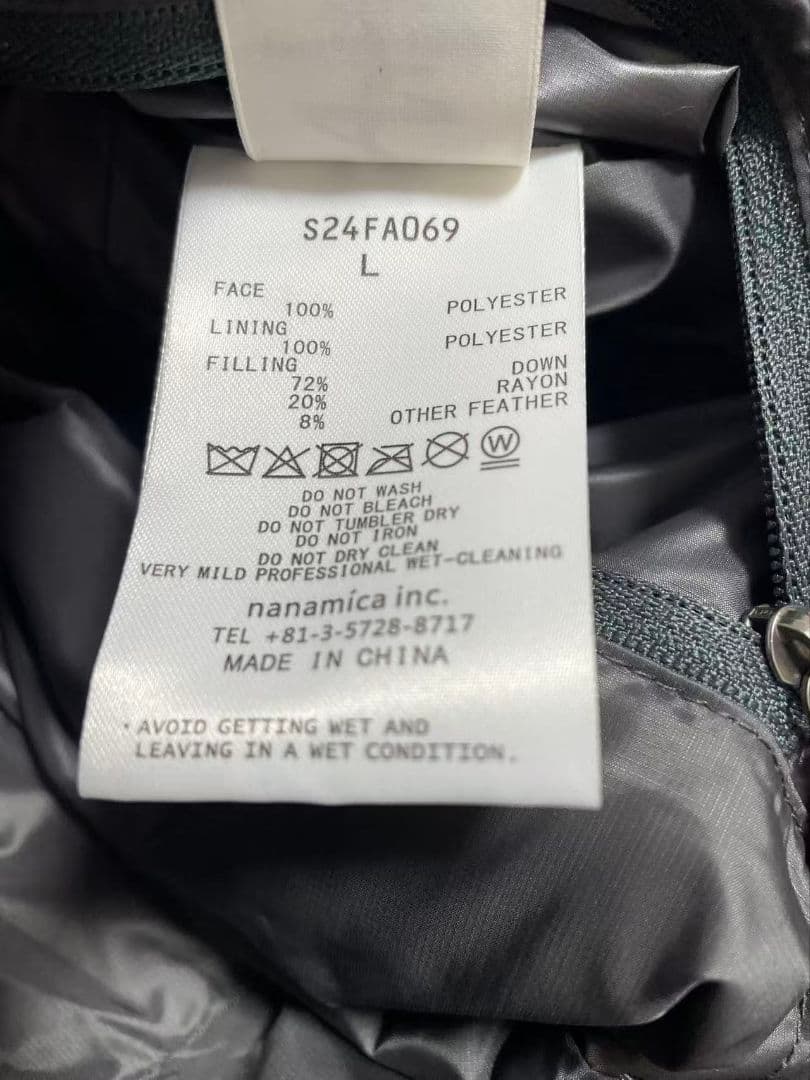 S24FA069
L
FACE
100% POLYESTER
LINING
100% POLYESTER
FILLING
72% DOWN
20% RAYON
8% OTHER FEATHER
W
DO NOT WASH
DO NOT BLEACH
DO NOT TUMBLER DRY
DO NOT IRON
DO NOT DRY CLEAN
VERY MILD PROFESSIONAL WET-CLEANING
nanamica inc.
TEL +81-3-5728-8717
MADE IN CHINA
・AVOID GETTING WET AND
LEAVING IN A WET CONDITION.